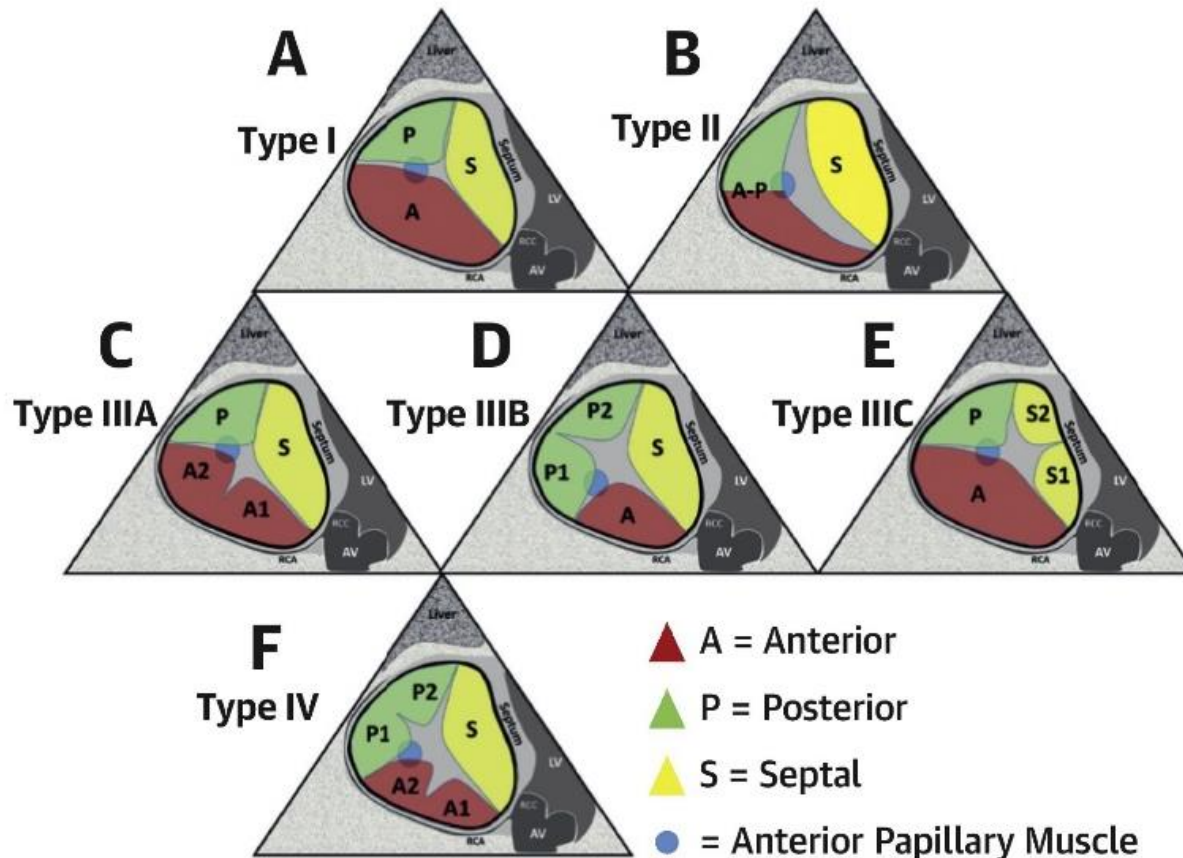 A
Type I
Liver
P
S
A
Septum
LV
RCC
AV
RCA
B
Type II
Liver
A-P
S
Septum
LV
RCC
AV
RCA
C
Type IIIA
Liver
P
S
A2
A1
Septum
LV
RCC
AV
RCA
D
Type IIIB
Liver
P2
P1
S
A
Septum
LV
RCC
AV
RCA
E
Type IIIC
Liver
P
S2
S1
A
Septum
LV
RCC
AV
RCA
F
Type IV
Liver
P2
P1
S
A2
A1
Septum
LV
RCC
AV
RCA
A = Anterior
P = Posterior
S = Septal
= Anterior Papillary Muscle